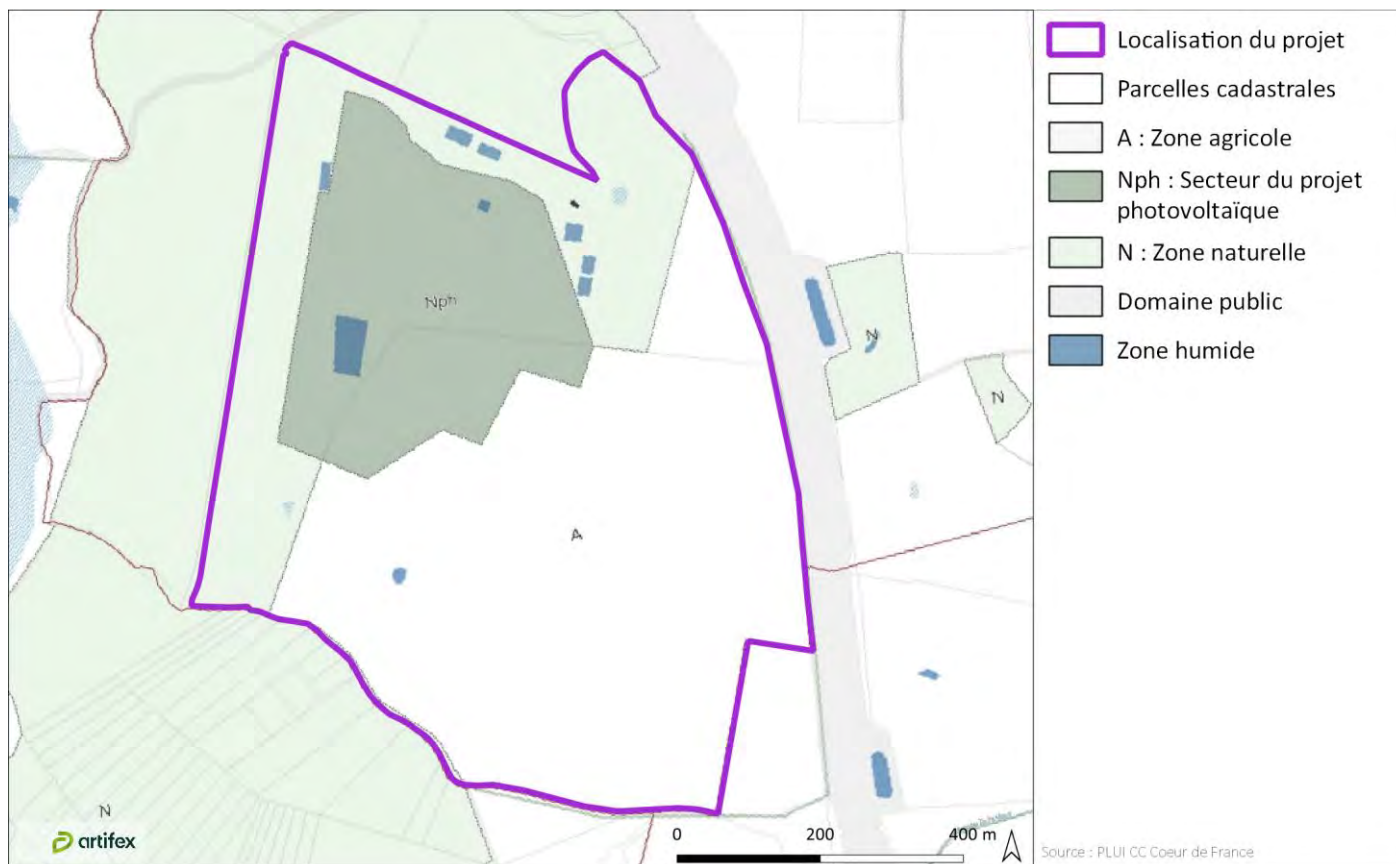 Localisation du projet
Parcelles cadastrales
A : Zone agricole
Nph : Secteur du projet
photovoltaïque
N : Zone naturelle
Domaine public
Zone humide
Nph
N
N
A
N
artifex
0 200 400 m
Source : PLUI CC Coeur de France